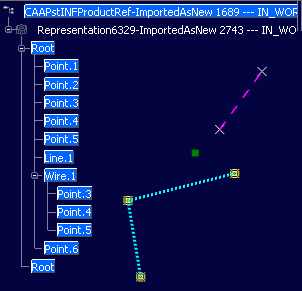 CAAPstINFProductRef-ImportedAsNew 1689 --- IN_WOR
Representation6329-ImportedAsNew 2743 --- IN_WOR
Root
Point.1
Point.2
Point.3
Point.4
Point.5
Line.1
Wire.1
Point.3
Point.4
Point.5
Point.6
Root